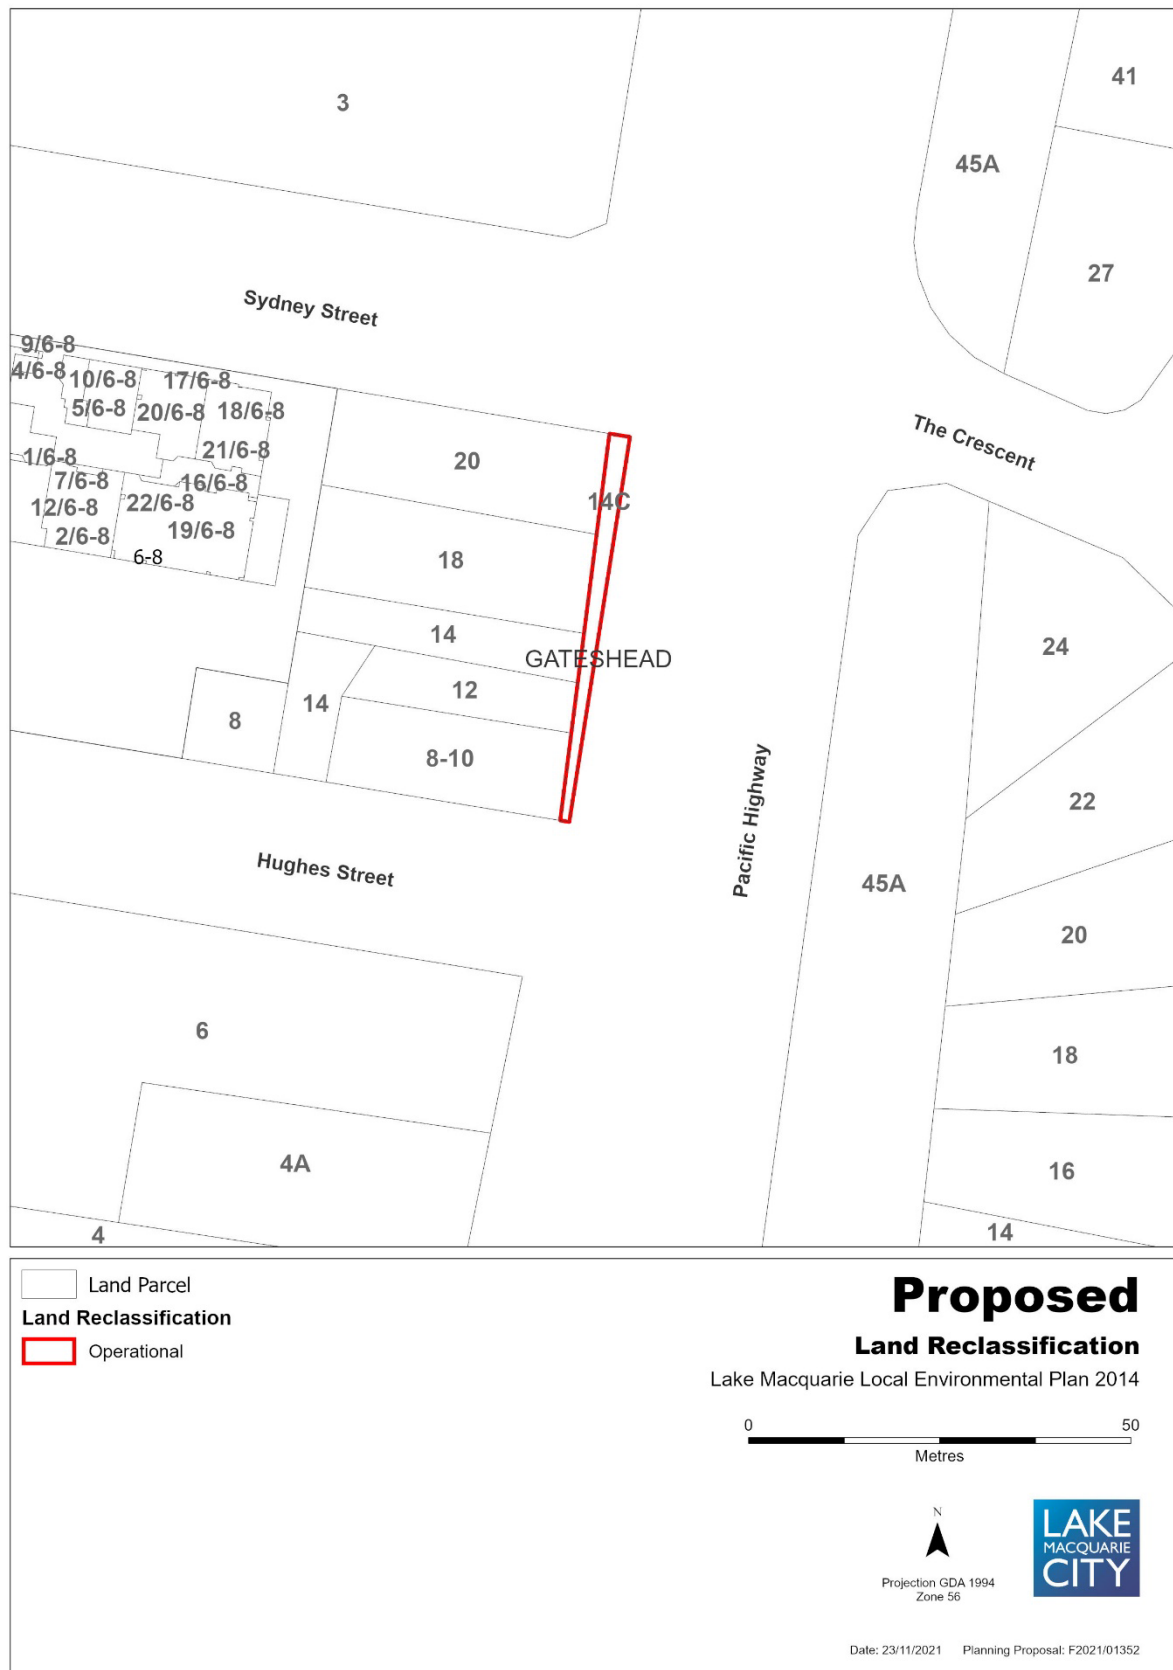 3
41
45A
27
Sydney Street
9/6-8
4/6-8
10/6-8
17/6-8
5/6-8
20/6-8
18/6-8
1/6-8
21/6-8
7/6-8
16/6-8
12/6-8
22/6-8
2/6-8
19/6-8
6-8
20
14C
The Crescent
18
14
GATESHEAD
24
12
14
8
8-10
22
Pacific Highway
Hughes Street
45A
20
6
18
4A
16
4
14
Land Parcel
Land Reclassification
Operational
Proposed
Land Reclassification
Lake Macquarie Local Environmental Plan 2014
0 50
Metres
N
Projection GDA 1994
Zone 56
LAKE
MACQUARIE
CITY
Date: 23/11/2021 Planning Proposal: F2021/01352